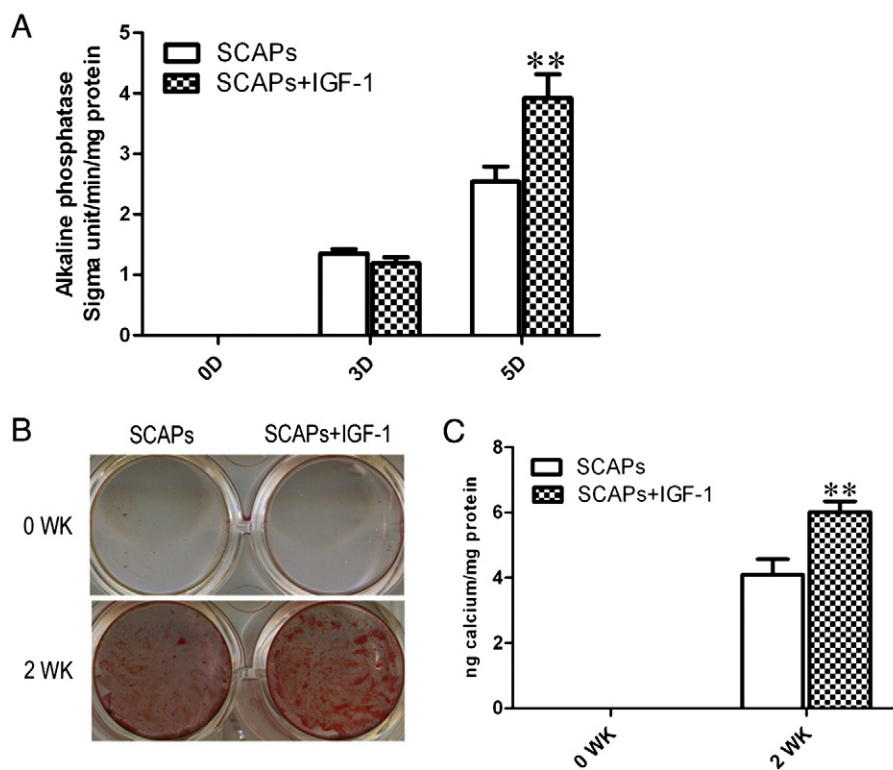 A
5
4
3
2
1
0
Alkaline phosphatase
Sigma unit/min/mg protein
SCAPs
SCAPs+IGF-1
**
0D
3D
5D
B
SCAPs
SCAPs+IGF-1
0 WK
2 WK
C
8
6
4
2
0
ng calcium/mg protein
SCAPs
SCAPs+IGF-1
**
0 WK
2 WK